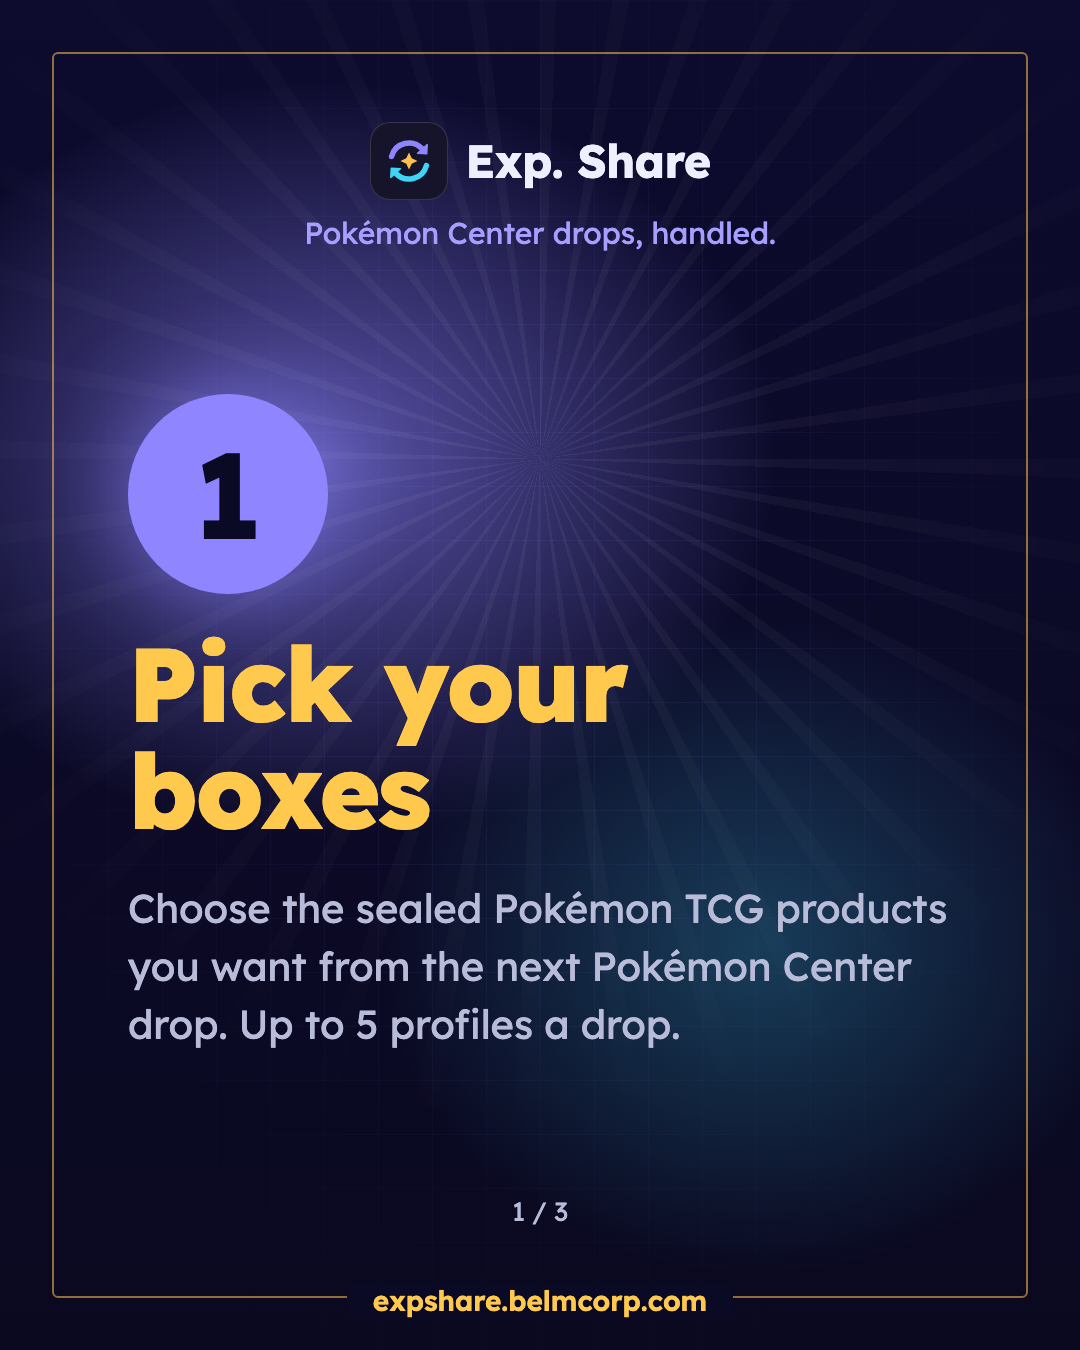 Exp. Share
Pokémon Center drops, handled.
1
Pick your
boxes
Choose the sealed Pokémon TCG products
you want from the next Pokémon Center
drop. Up to 5 profiles a drop.
1 / 3
expshare.belmcorp.com